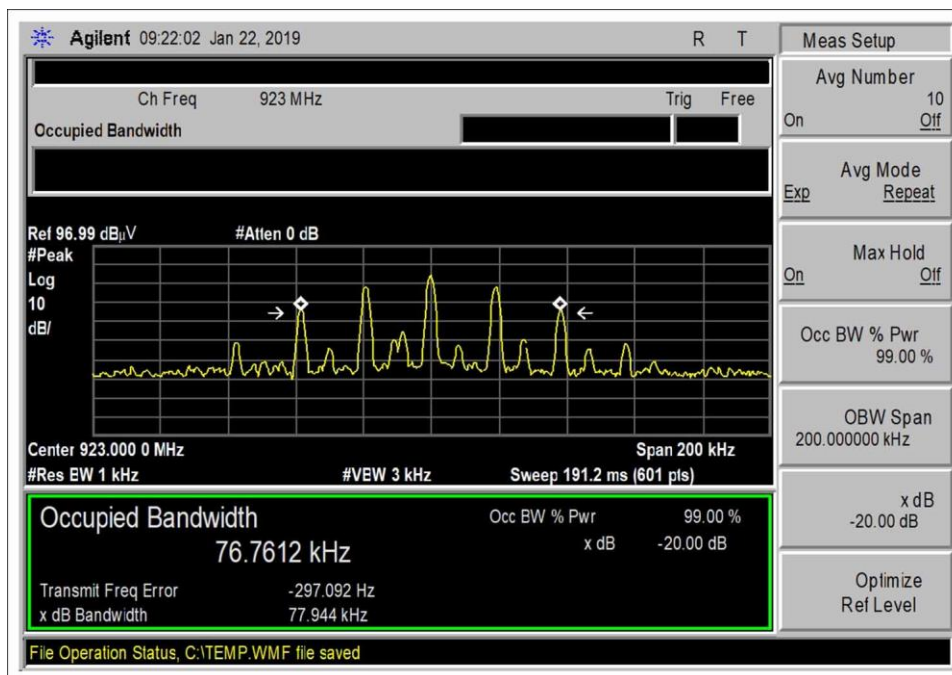 Agilent 09:22:02 Jan 22, 2019 R T
Ch Freq 923 MHz Trig Free
Occupied Bandwidth
Ref 96.99 dBµV #Atten 0 dB
#Peak
Log
10
dB/
Center 923.000 0 MHz Span 200 kHz
#Res BW 1 kHz #VBW 3 kHz Sweep 191.2 ms (601 pts)
Occupied Bandwidth Occ BW % Pwr 99.00 %
76.7612 kHz x dB -20.00 dB
Transmit Freq Error -297.092 Hz
x dB Bandwidth 77.944 kHz
File Operation Status, C:\TEMP.WMF file saved
Meas Setup
Avg Number
10
On Off
Avg Mode
Exp Repeat
Max Hold
On Off
Occ BW % Pwr
99.00 %
OBW Span
200.000000 kHz
x dB
-20.00 dB
Optimize
Ref Level